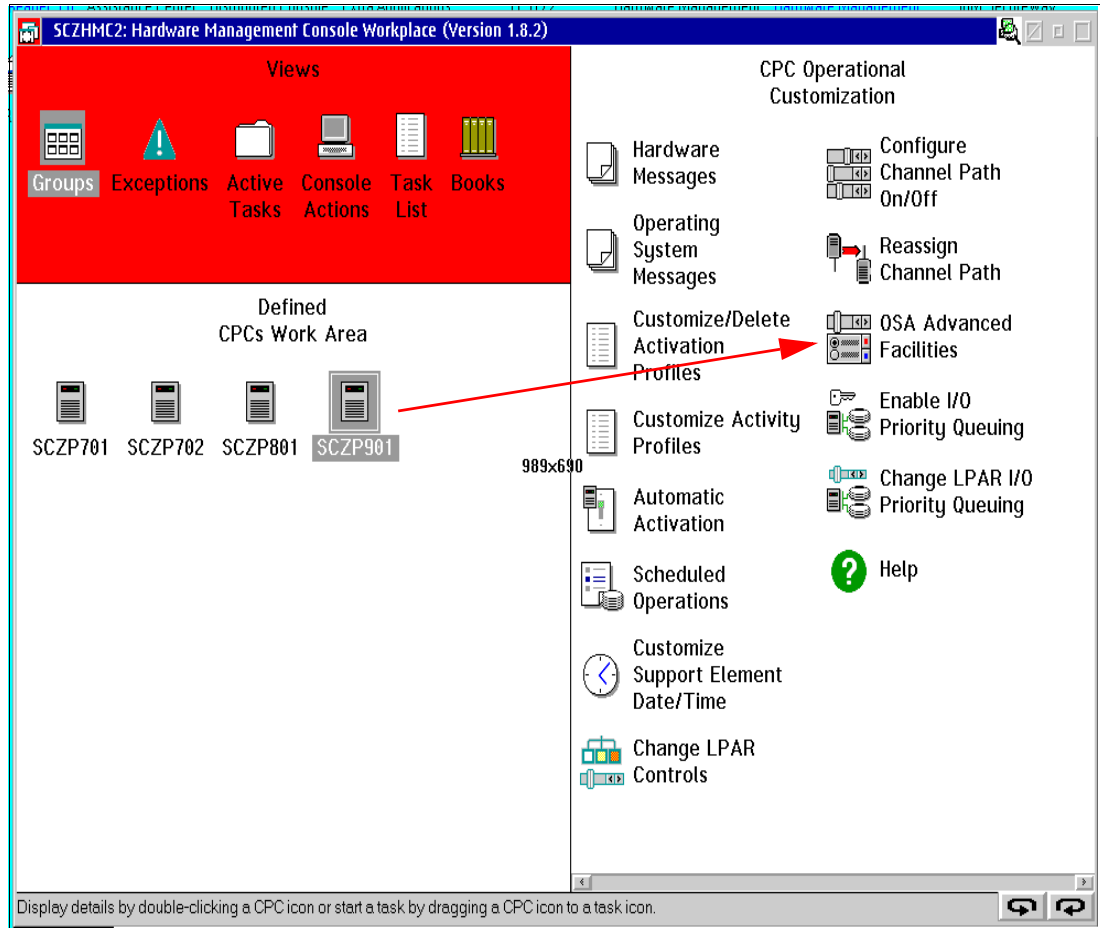 SCZHMC2: Hardware Management Console Workplace (Version 1.8.2)
Views
Groups
Exceptions
Active
Tasks
Console
Actions
Task
List
Books
Defined
CPCs Work Area
SCZP701
SCZP702
SCZP801
SCZP901
989x690
CPC Operational
Customization
Hardware
Messages
Operating
System
Messages
Customize/Delete
Activation
Profiles
Customize Activity
Profiles
Automatic
Activation
Scheduled
Operations
Customize
Support Element
Date/Time
Change LPAR
Controls
Configure
Channel Path
On/Off
Reassign
Channel Path
OSA Advanced
Facilities
Enable I/O
Priority Queuing
Change LPAR I/O
Priority Queuing
Help
Display details by double-clicking a CPC icon or start a task by dragging a CPC icon to a task icon.